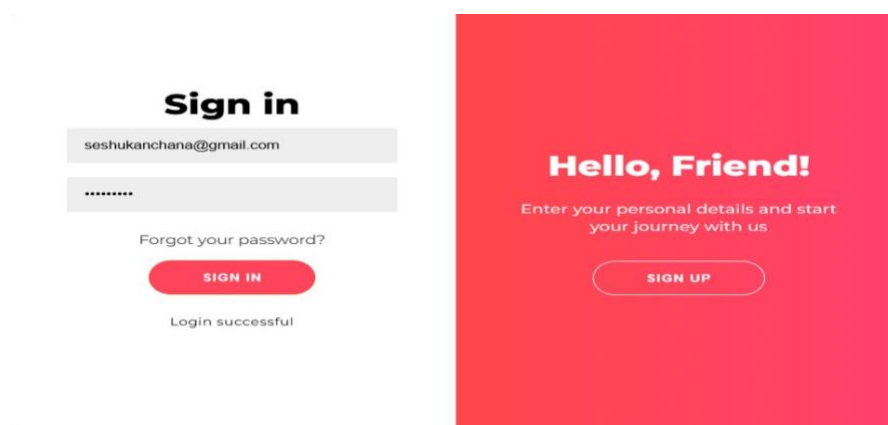 Sign in
seshukanchana@gmail.com
•••••••••
Forgot your password?
SIGN IN
Login successful
Hello, Friend!
Enter your personal details and start
your journey with us
SIGN UP